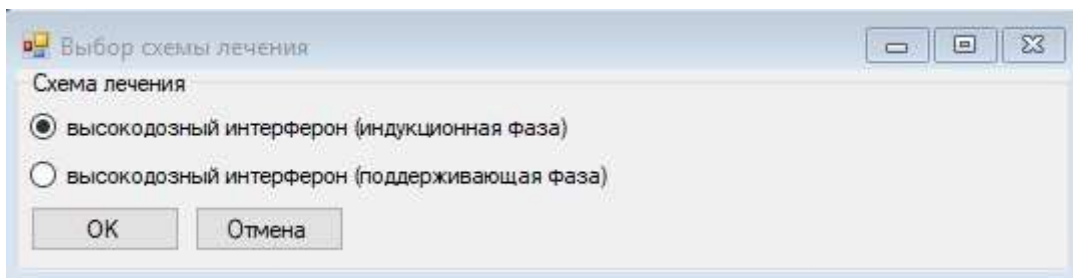 Выбор схемы лечения
Схема лечения
высокодозный интерферон (индукционная фаза)
высокодозный интерферон (поддерживающая фаза)
OK Отмена